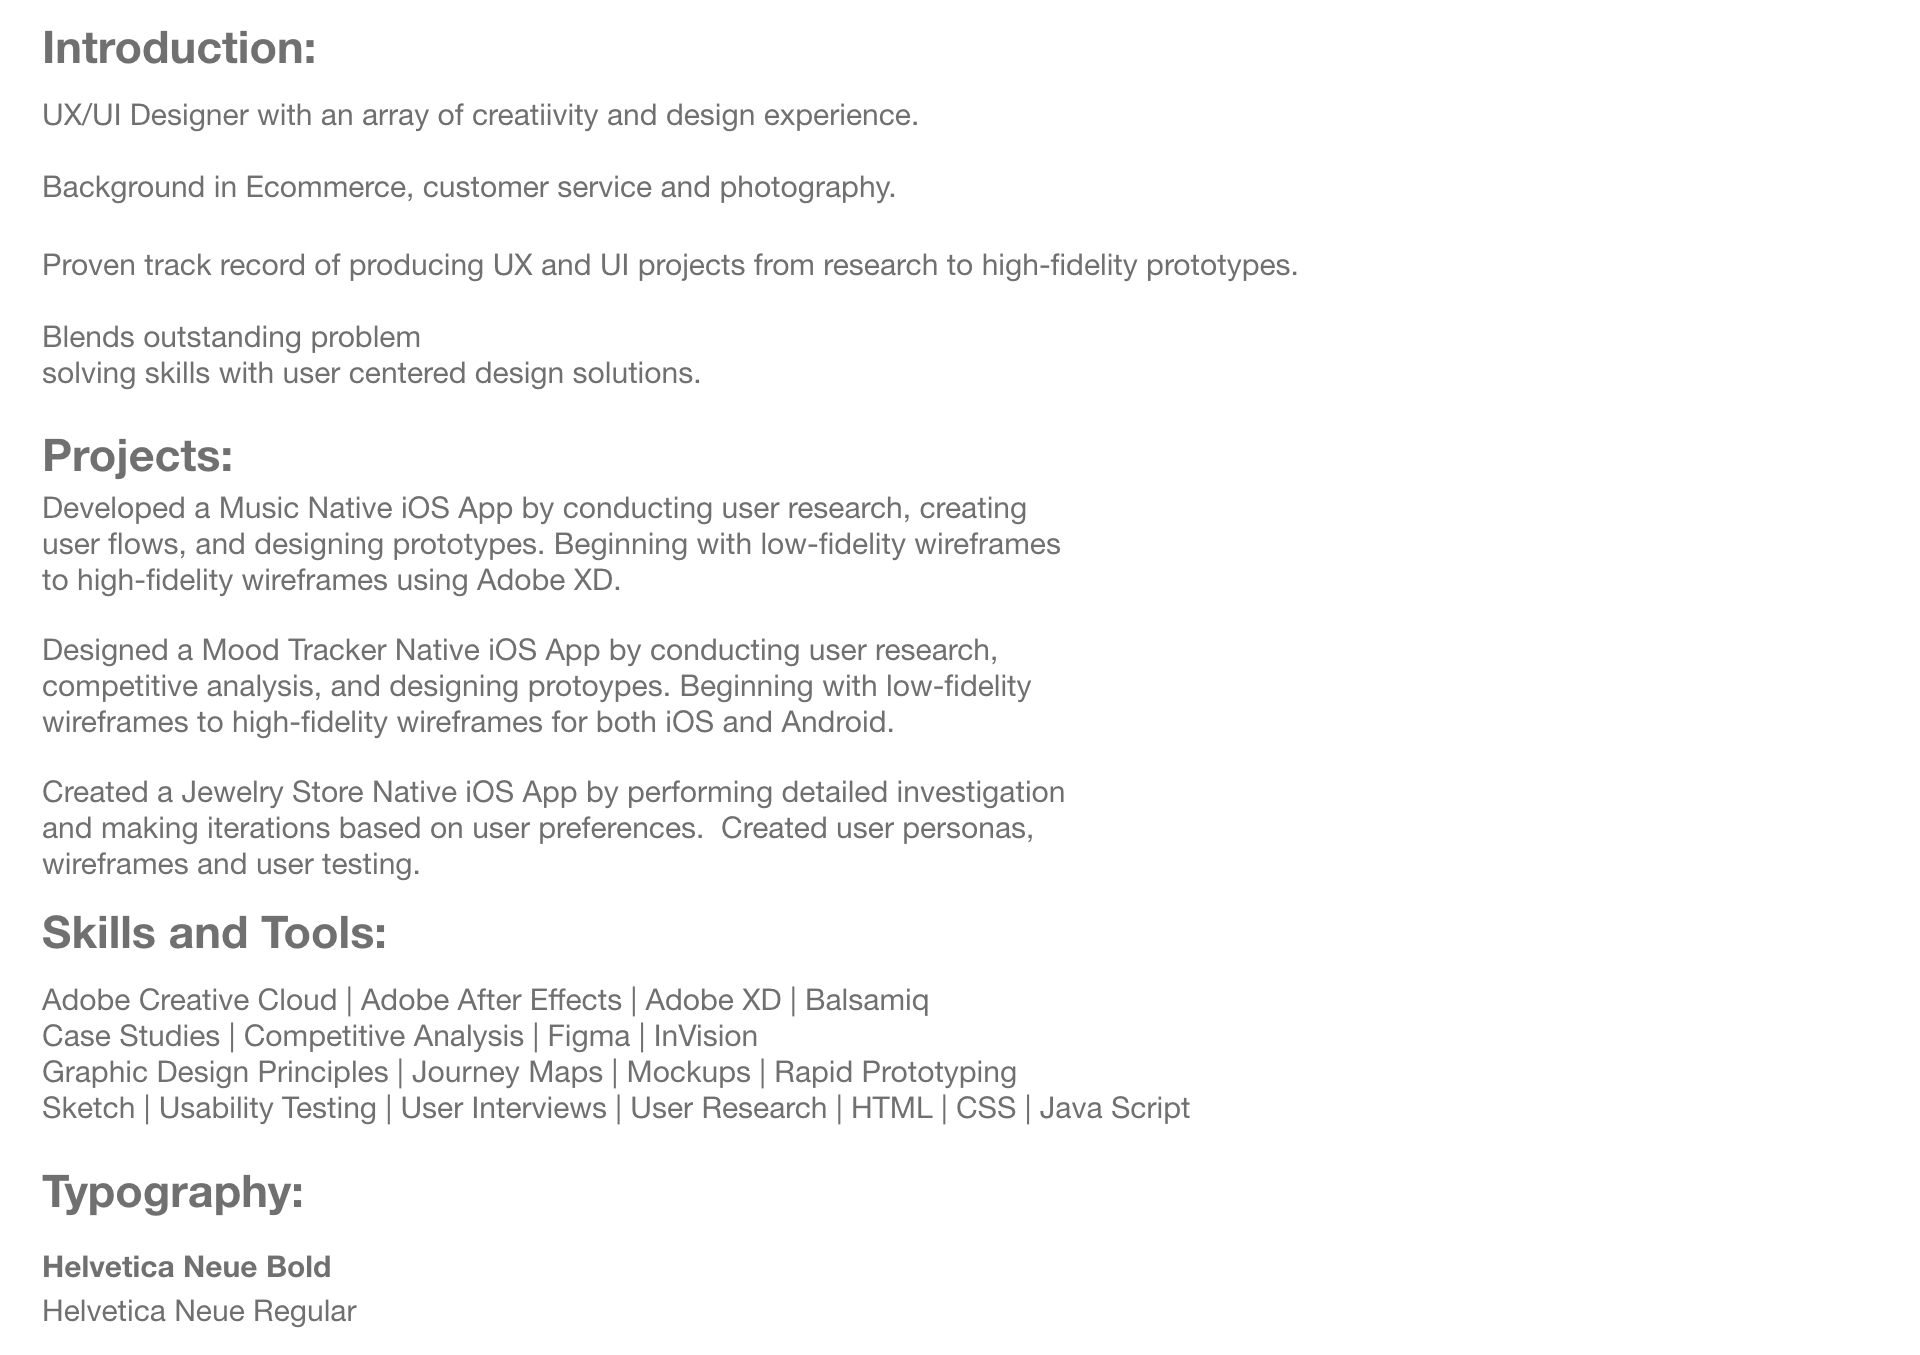 Introduction:
UX/UI Designer with an array of creatiivity and design experience.
Background in Ecommerce, customer service and photography.
Proven track record of producing UX and UI projects from research to high-fidelity prototypes.
Blends outstanding problem
solving skills with user centered design solutions.
Projects:
Developed a Music Native iOS App by conducting user research, creating
user flows, and designing prototypes. Beginning with low-fidelity wireframes
to high-fidelity wireframes using Adobe XD.
Designed a Mood Tracker Native iOS App by conducting user research,
competitive analysis, and designing protoypes. Beginning with low-fidelity
wireframes to high-fidelity wireframes for both iOS and Android.
Created a Jewelry Store Native iOS App by performing detailed investigation
and making iterations based on user preferences.  Created user personas,
wireframes and user testing.
Skills and Tools:
Adobe Creative Cloud | Adobe After Effects | Adobe XD | Balsamiq
Case Studies | Competitive Analysis | Figma | InVision
Graphic Design Principles | Journey Maps | Mockups | Rapid Prototyping
Sketch | Usability Testing | User Interviews | User Research | HTML | CSS | Java Script
Typography:
Helvetica Neue Bold
Helvetica Neue Regular